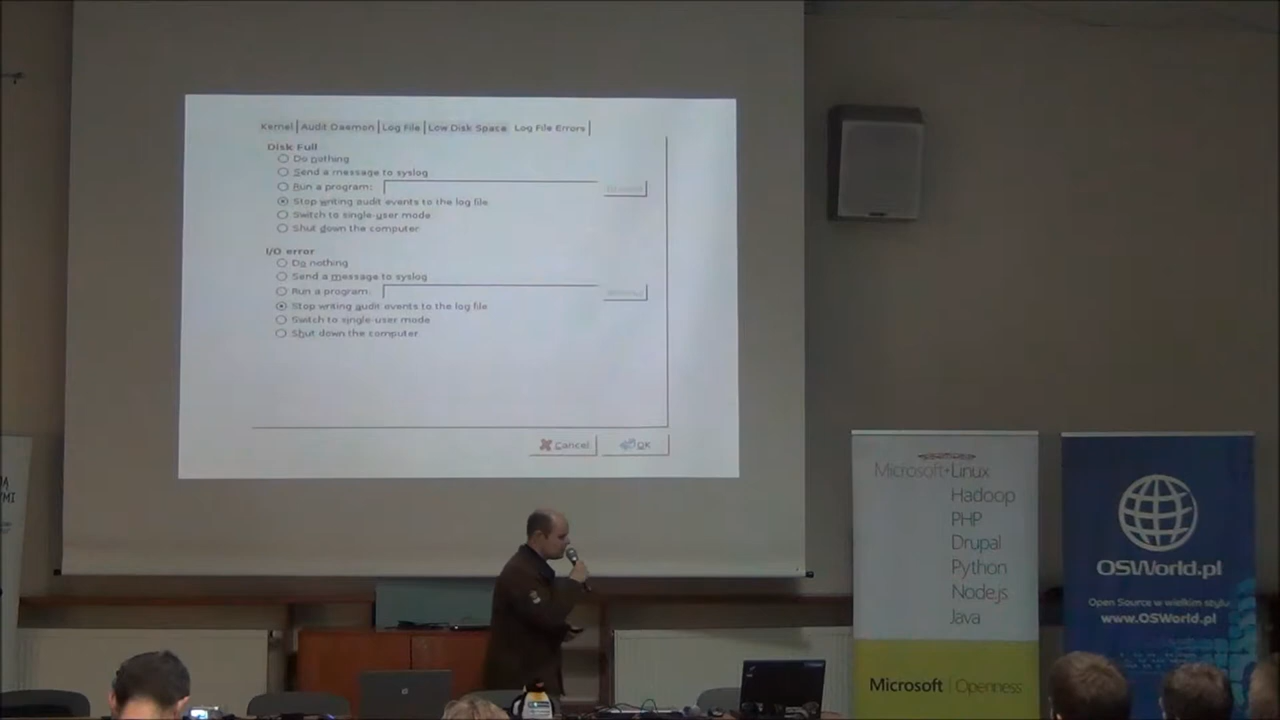 Kernel Audit Daemon Log File Low Disk Space Log File Errors
Disk Full
Do nothing
Send a message to syslog
Run a program:
Stop writing audit events to the log file
Switch to single-user mode
Shut down the computer
I/O error
Do nothing
Send a message to syslog
Run a program:
Stop writing audit events to the log file
Switch to single-user mode
Shut down the computer
Cancel OK
Microsoft+Linux
Hadoop
PHP
Drupal
Python
Node.js
Java
Microsoft | Openness
OSWorld.pl
Open Source w wielkim stylu
www.OSWorld.pl